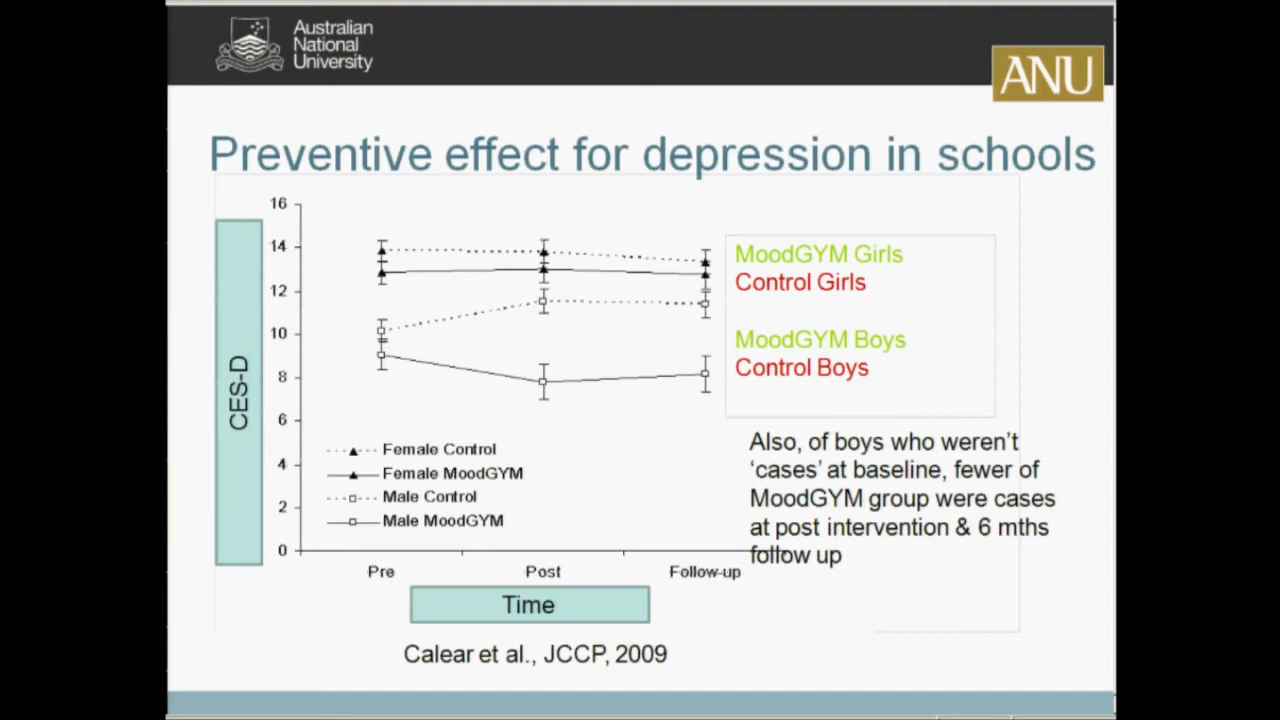 Australian
National
University
ANU
Preventive effect for depression in schools
16
14
12
10
8
6
4
2
0
CES-D
Female Control
Female MoodGYM
Male Control
Male MoodGYM
Pre Post Follow-up
Time
MoodGYM Girls
Control Girls
MoodGYM Boys
Control Boys
Also, of boys who weren’t
‘cases’ at baseline, fewer of
MoodGYM group were cases
at post intervention & 6 mths
follow up
Calear et al., JCCP, 2009